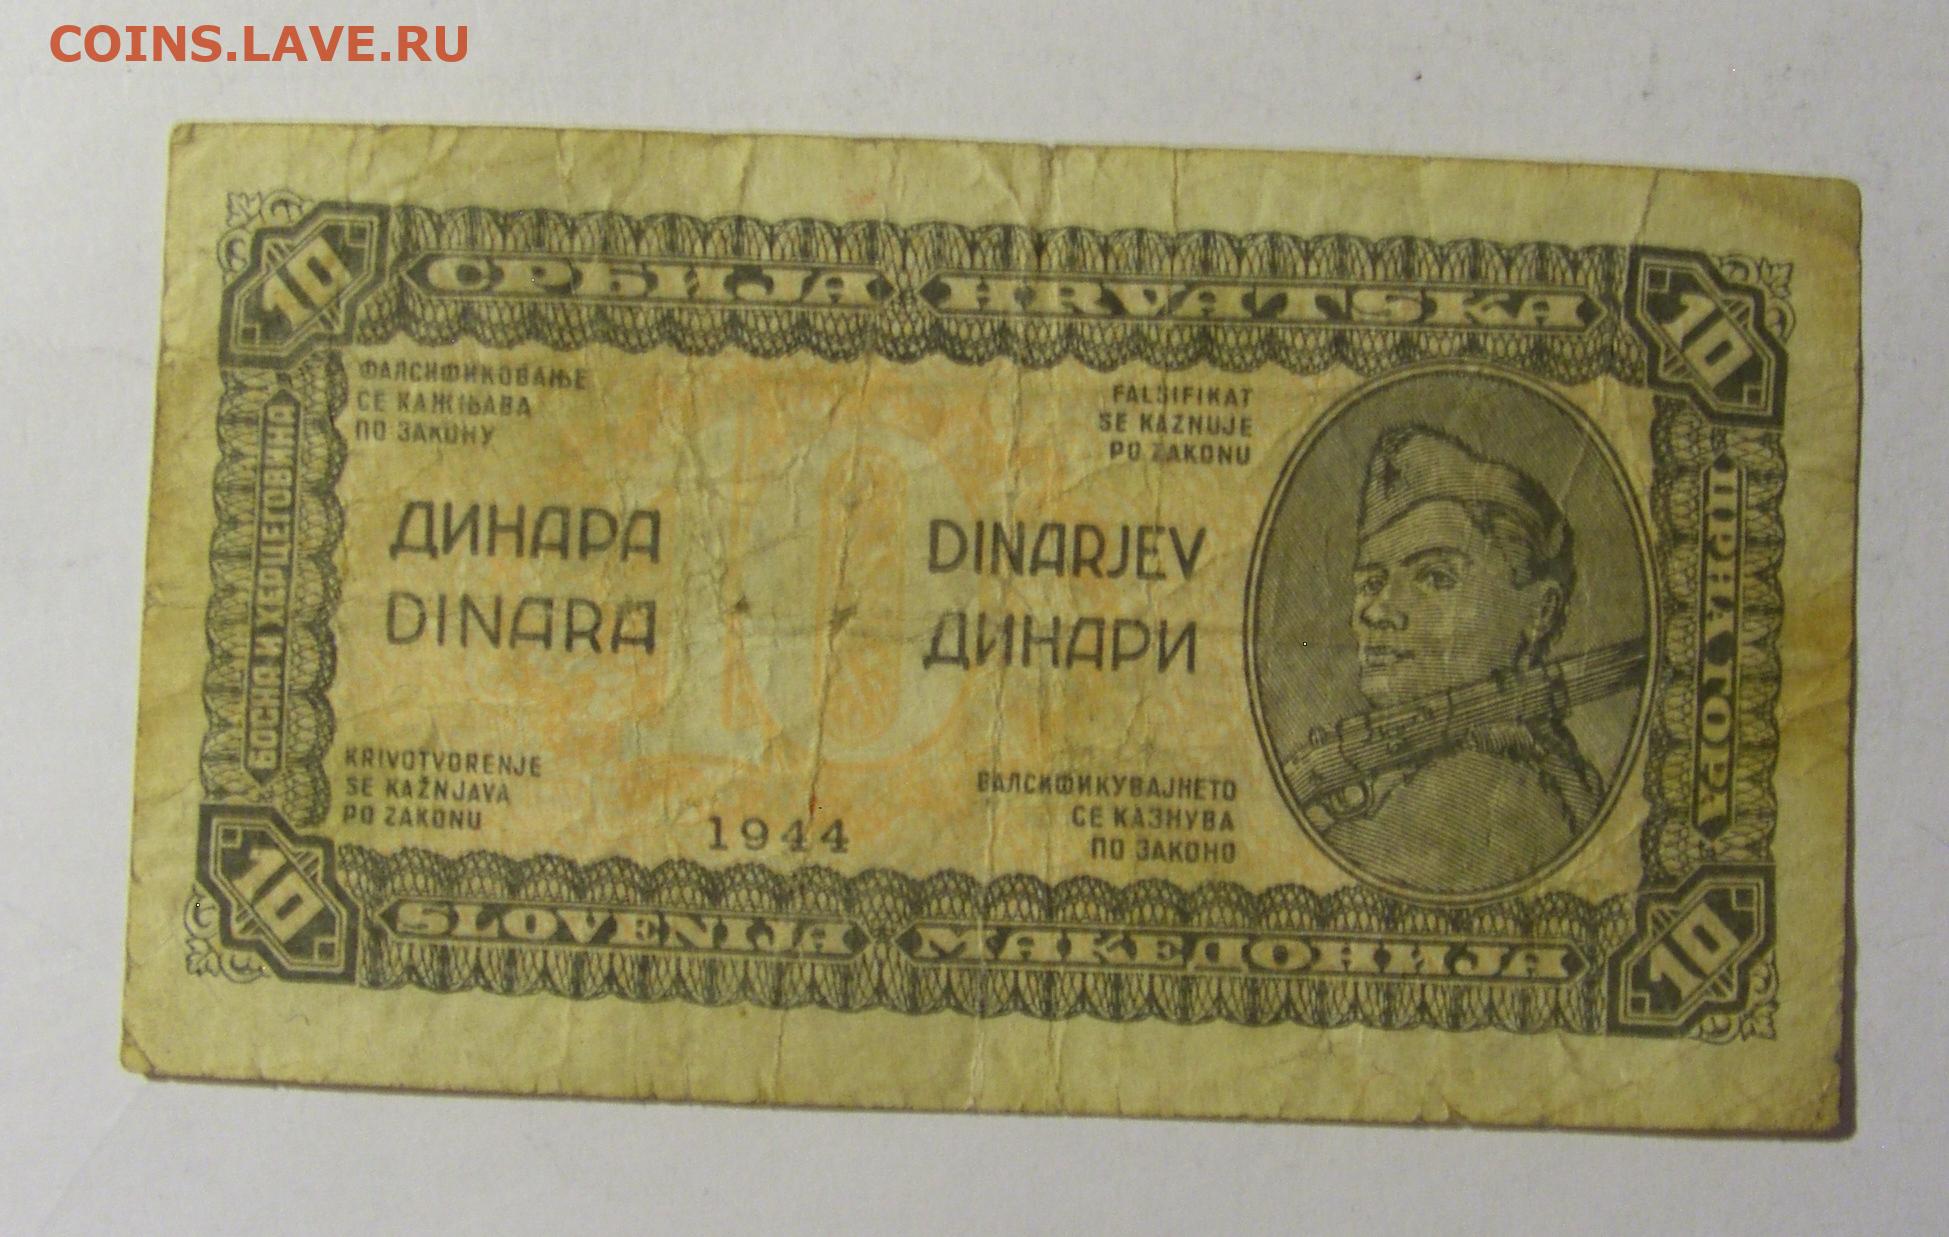 COINS.LAVE.RU
10
СРБИЈА
HRVATSKA
10
БОСНА И ХЕРЦЕГОВИНА
ФАЛСИФИКОВАЊЕ
СЕ КАЖЊАВА
ПО ЗАКОНУ
FALSIFIKAT
SE KAZNUJE
PO ZAKONU
ЦРНА ГОРА
10
ДИНАРА
DINARA
DINARJEV
ДИНАРИ
KRIVOTVORENJE
SE KAŽNJAVA
PO ZAKONU
1944
ВАЛСИФИКУВАЈНЕТО
СЕ КАЗНУВА
ПО ЗАКОНО
10
SLOVENIJA
МАКЕДОНИЈА
10